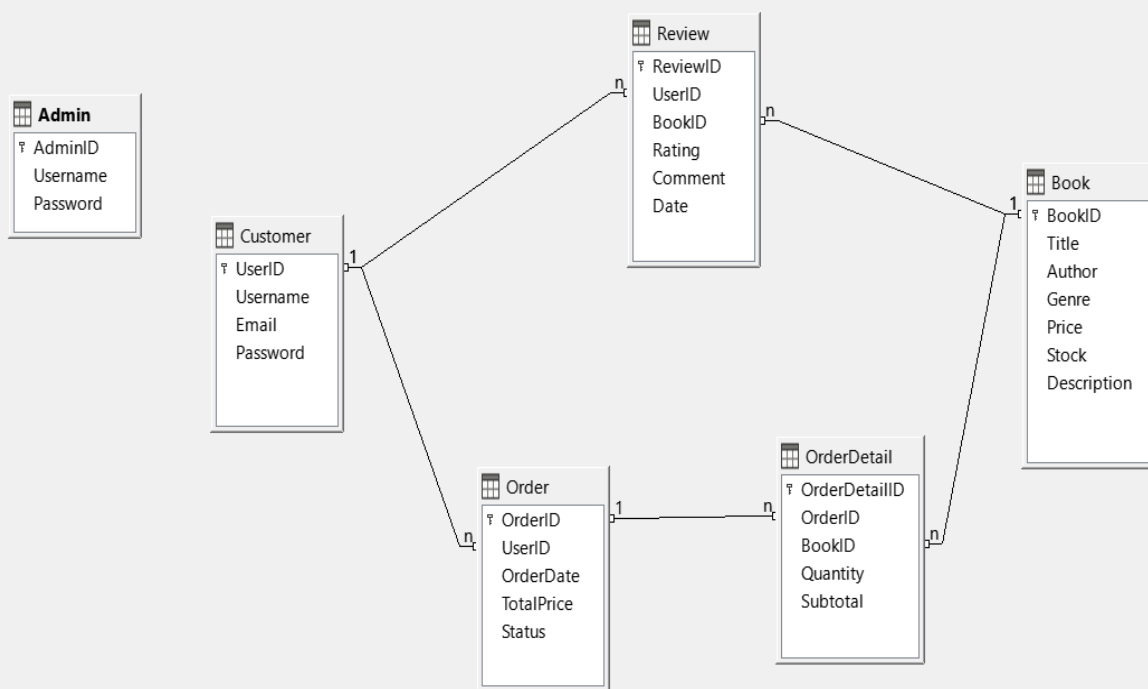 Admin
AdminID
Username
Password
Customer
UserID
Username
Email
Password
Review
ReviewID
UserID
BookID
Rating
Comment
Date
Book
BookID
Title
Author
Genre
Price
Stock
Description
Order
OrderID
UserID
OrderDate
TotalPrice
Status
OrderDetail
OrderDetailID
OrderID
BookID
Quantity
Subtotal
1
n
n
1
n
1
n
n